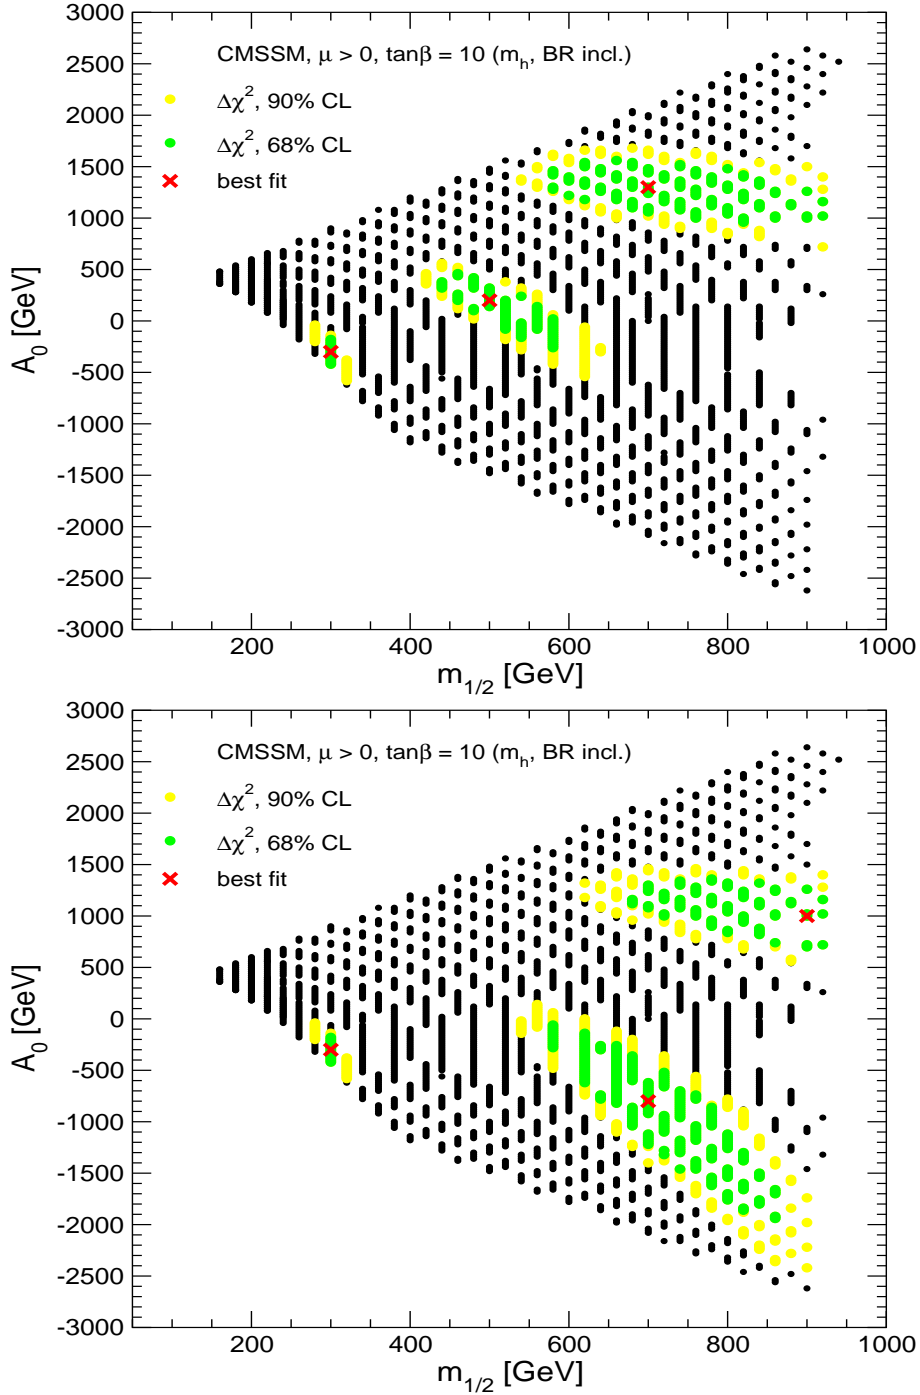 3000
2500
2000
1500
1000
500
0
-500
-1000
-1500
-2000
-2500
-3000
A₀ [GeV]
CMSSM, μ > 0, tanβ = 10 (mₕ, BR incl.)
Δχ², 90% CL
Δχ², 68% CL
best fit
200 400 600 800 1000
m₁/₂ [GeV]
3000
2500
2000
1500
1000
500
0
-500
-1000
-1500
-2000
-2500
-3000
A₀ [GeV]
CMSSM, μ > 0, tanβ = 10 (mₕ, BR incl.)
Δχ², 90% CL
Δχ², 68% CL
best fit
200 400 600 800 1000
m₁/₂ [GeV]